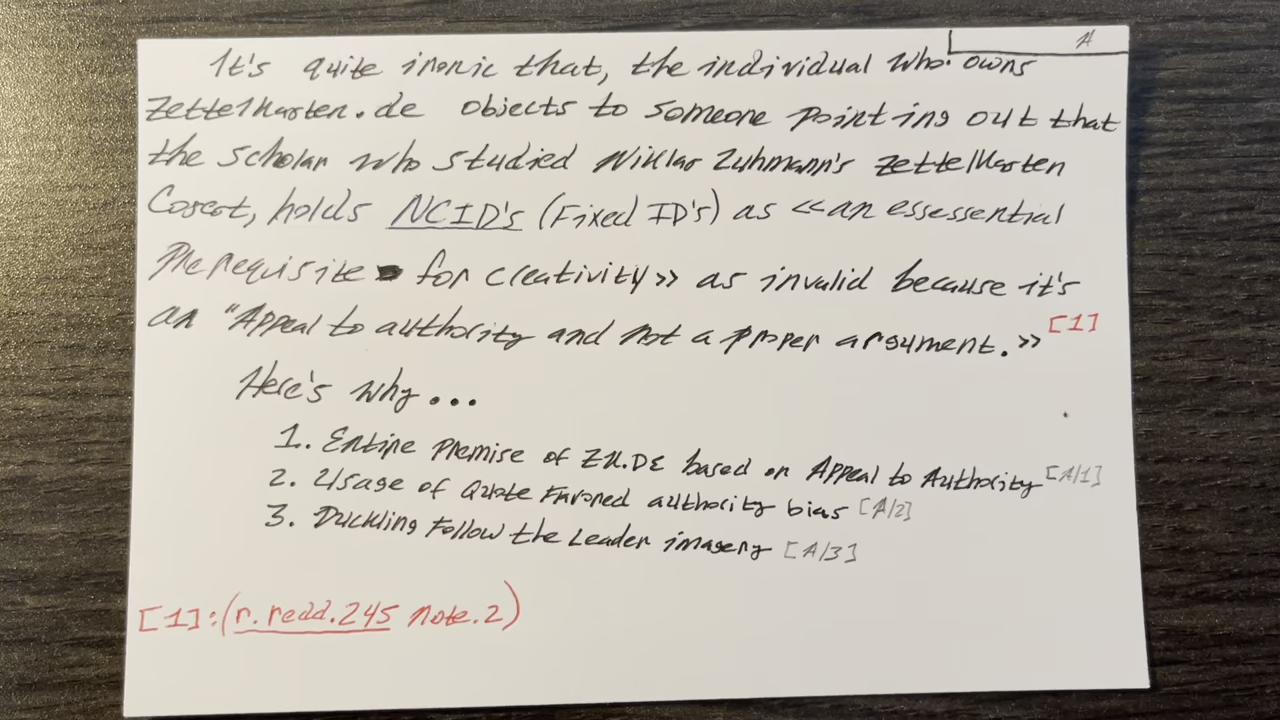 A
It's quite ironic that, the individual who owns
Zettelkasten.de objects to someone pointing out that
the scholar who studied Niklas Luhmann's zettelkasten
holds NCID's (Fixed ID's) as «an essessential
Prerequisite for creativity» as invalid because it's
an "Appeal to authority and not a proper argument.» [1]
Here's why...
1. Entire Premise of ZK.DE based on Appeal to Authority [A/1]
2. Usage of Quote Favored authority bias [A/2]
3. Duckling Follow the Leader imagery [A/3]
[1]:(r.redd.245 note.2)